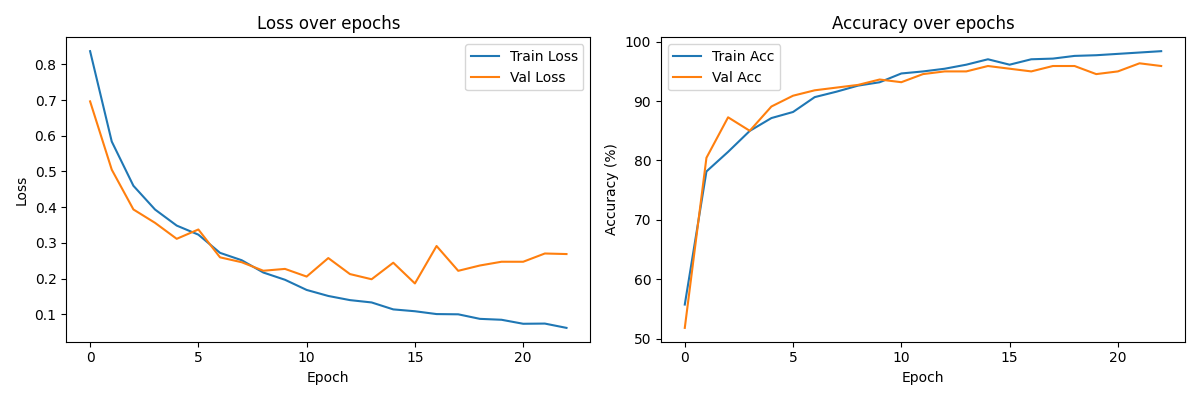 Loss over epochs
Train Loss
Val Loss
0.8
0.7
0.6
0.5
0.4
0.3
0.2
0.1
Loss
0 5 10 15 20
Epoch
Accuracy over epochs
Train Acc
Val Acc
100
90
80
70
60
50
Accuracy (%)
0 5 10 15 20
Epoch